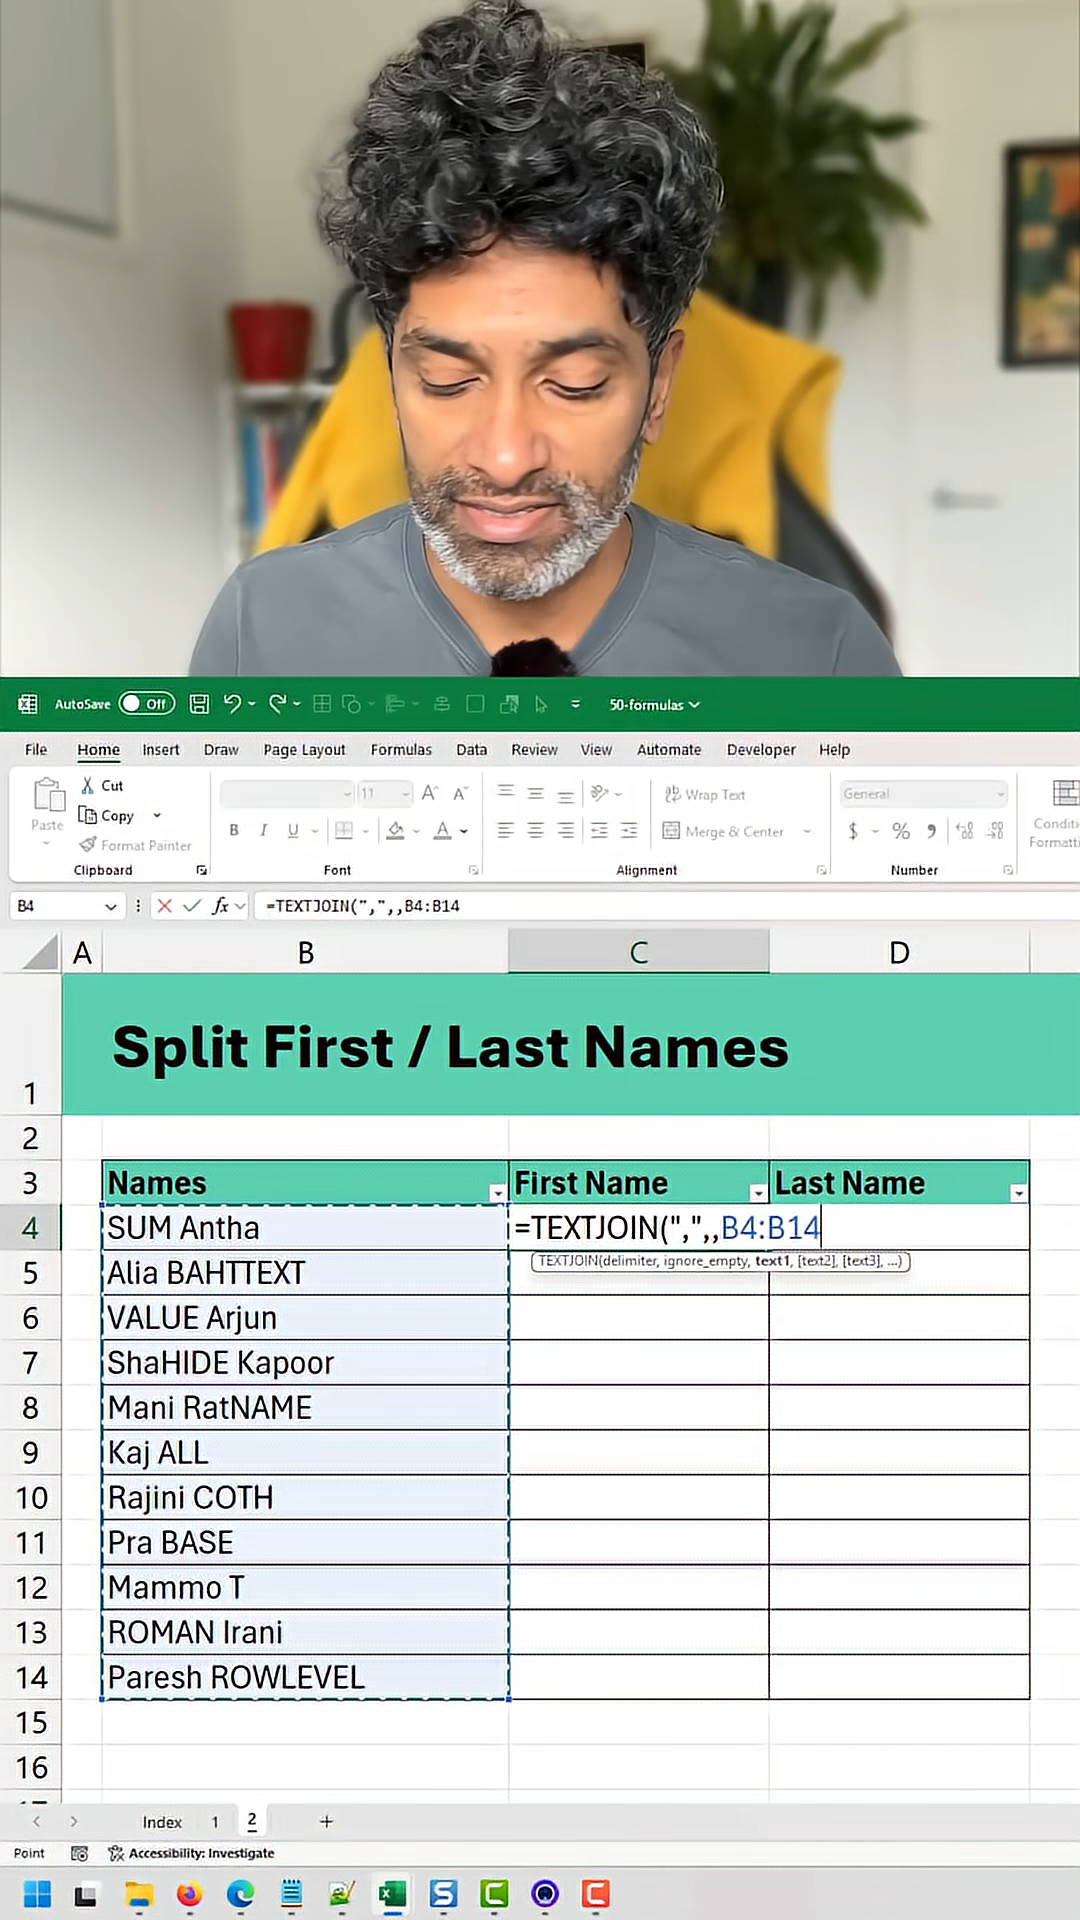 AutoSave Off 50-formulas
File Home Insert Draw Page Layout Formulas Data Review View Automate Developer Help
Paste Cut Copy Format Painter
11 A^ A˅
B I U A
ab Wrap Text
Merge & Center
General
$ % 9
Conditi
Formatti
Clipboard Font Alignment Number
B4 fx =TEXTJOIN(",",,B4:B14
A B C D
1 Split First / Last Names
2
3 Names First Name Last Name
4 SUM Antha =TEXTJOIN(",",,B4:B14
TEXTJOIN(delimiter, ignore_empty, text1, [text2], [text3], ...)
5 Alia BAHTTEXT
6 VALUE Arjun
7 ShaHIDE Kapoor
8 Mani RatNAME
9 Kaj ALL
10 Rajini COTH
11 Pra BASE
12 Mammo T
13 ROMAN Irani
14 Paresh ROWLEVEL
15
16
Index 1 2 +
Point Accessibility: Investigate